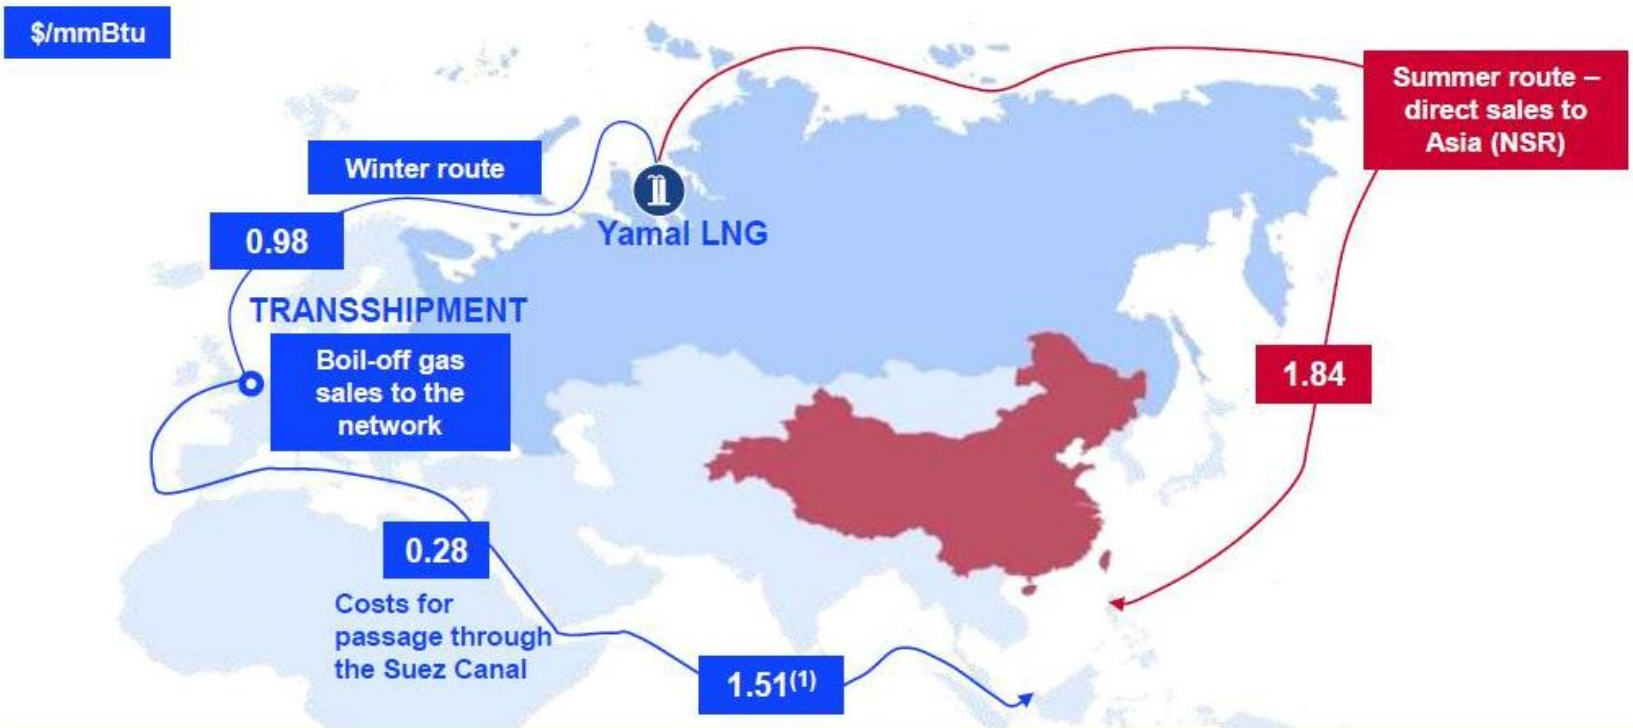 $/mmBtu
Summer route –
direct sales to
Asia (NSR)
Winter route
0.98
Yamal LNG
TRANSSHIPMENT
Boil-off gas
sales to the
network
1.84
0.28
Costs for
passage through
the Suez Canal
1.51(1)